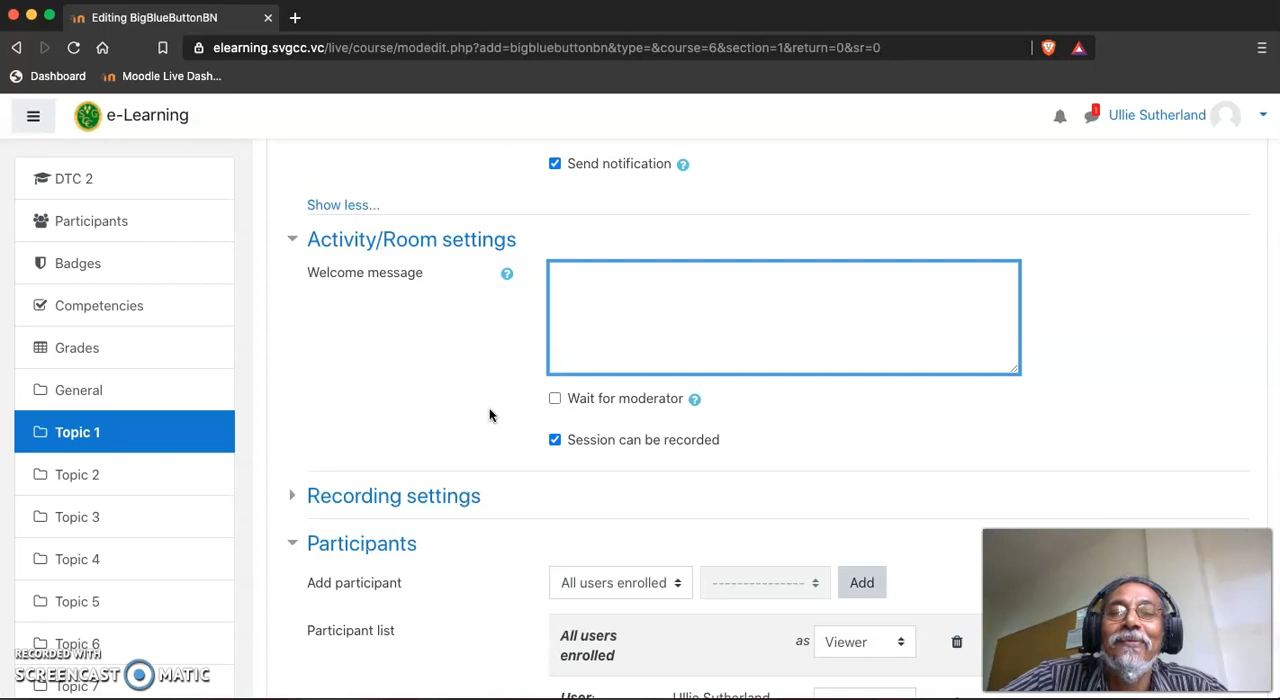 Editing BigBlueButtonBN
elearning.svgcc.vc/live/course/modedit.php?add=bigbluebuttonbn&type=&course=6&section=1&return=0&sr=0
Dashboard Moodle Live Dash...
e-Learning
1
Ullie Sutherland
DTC 2
Participants
Badges
Competencies
Grades
General
Topic 1
Topic 2
Topic 3
Topic 4
Topic 5
Topic 6
Topic 7
RECORDED WITH
SCREENCAST MATIC
Send notification
Show less...
Activity/Room settings
Welcome message
Wait for moderator
Session can be recorded
Recording settings
Participants
Add participant All users enrolled --------------- Add
Participant list
All users
enrolled
as Viewer
User: Ullie Sutherland